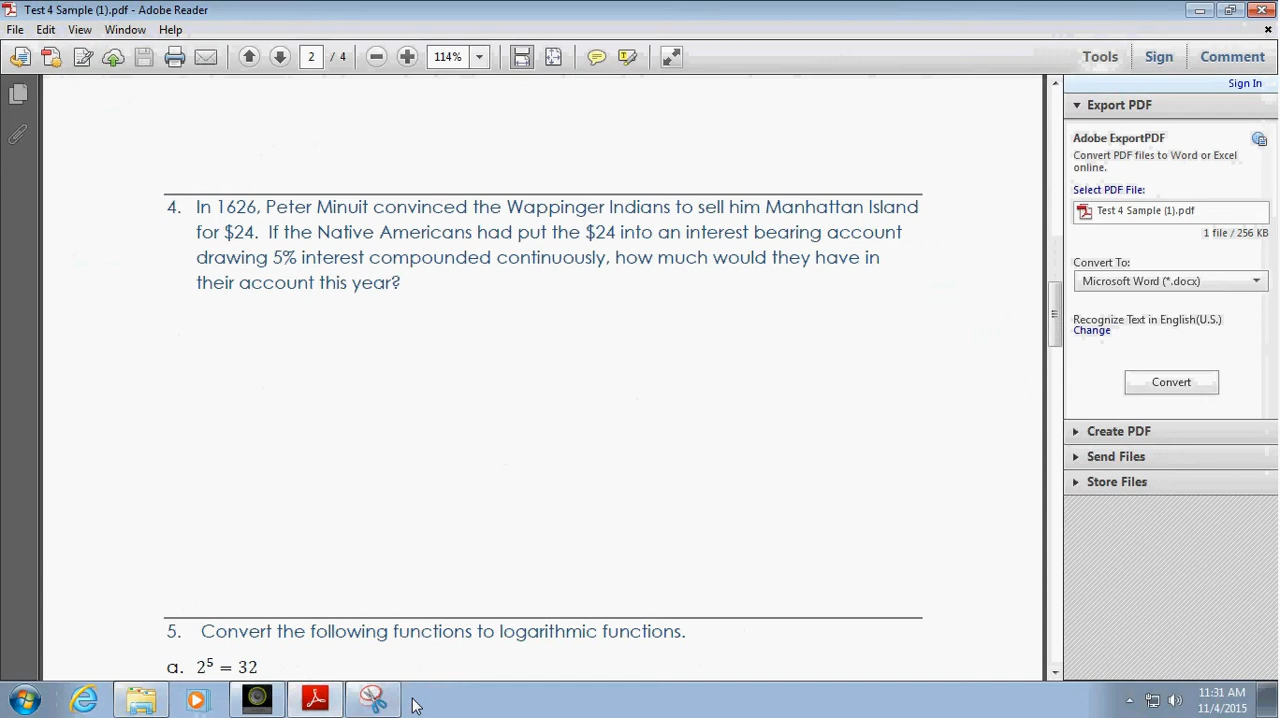 Test 4 Sample (1).pdf - Adobe Reader
File Edit View Window Help
2 / 4 114% Tools Sign Comment
Sign In
Export PDF
Adobe ExportPDF
Convert PDF files to Word or Excel
online.
Select PDF File:
Test 4 Sample (1).pdf
1 file / 256 KB
Convert To:
Microsoft Word (*.docx)
Recognize Text in English(U.S.)
Change
Convert
Create PDF
Send Files
Store Files
4. In 1626, Peter Minuit convinced the Wappinger Indians to sell him Manhattan Island
for $24. If the Native Americans had put the $24 into an interest bearing account
drawing 5% interest compounded continuously, how much would they have in
their account this year?
5. Convert the following functions to logarithmic functions.
a. 2⁵ = 32
11:31 AM
11/4/2015